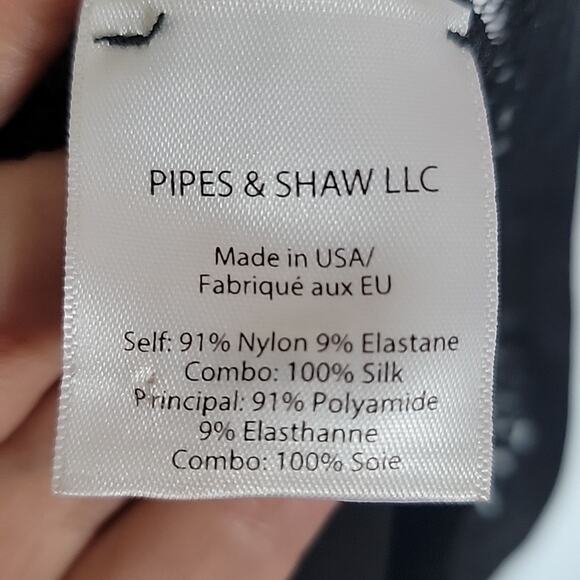 PIPES & SHAW LLC
Made in USA/
Fabriqué aux EU
Self: 91% Nylon 9% Elastane
Combo: 100% Silk
Principal: 91% Polyamide
9% Elasthanne
Combo: 100% Soie